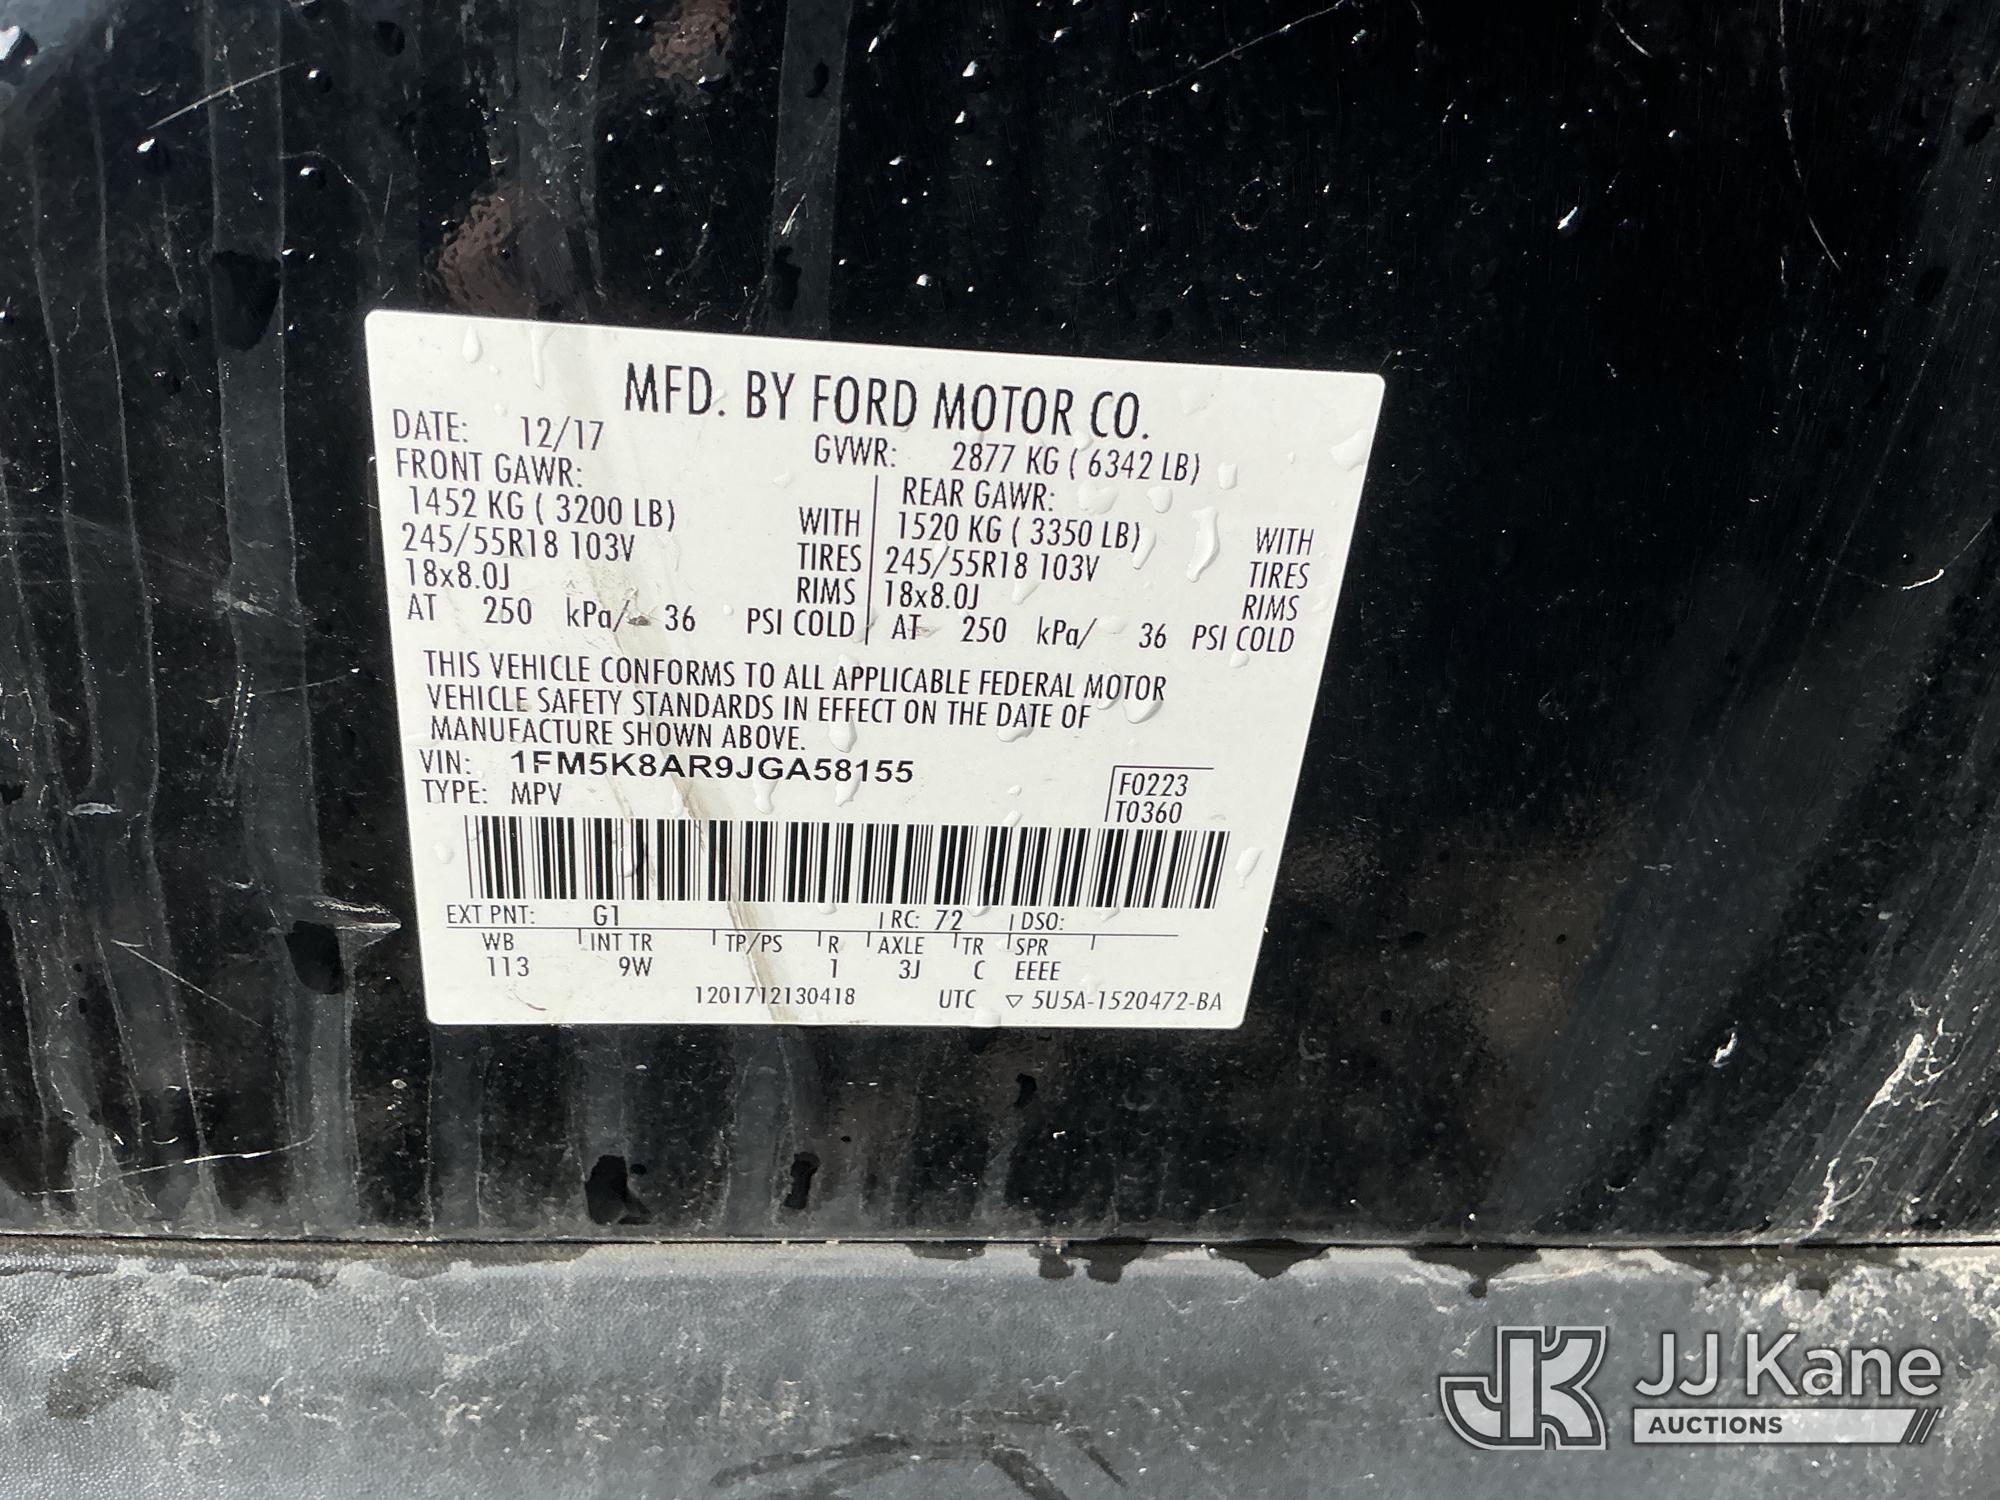 MFD. BY FORD MOTOR CO.
DATE: 12/17 GVWR: 2877 KG ( 6342 LB)
FRONT GAWR: REAR GAWR:
1452 KG ( 3200 LB) WITH 1520 KG ( 3350 LB) WITH
245/55R18 103V TIRES 245/55R18 103V TIRES
18x8.0J RIMS 18x8.0J RIMS
AT 250 kPa/ 36 PSI COLD AT 250 kPa/ 36 PSI COLD
THIS VEHICLE CONFORMS TO ALL APPLICABLE FEDERAL MOTOR
VEHICLE SAFETY STANDARDS IN EFFECT ON THE DATE OF
MANUFACTURE SHOWN ABOVE.
VIN: 1FM5K8AR9JGA58155
TYPE: MPV
F0223
T0360
EXT PNT: G1 RC: 72 DSO:
WB INT TR TP/PS R AXLE TR SPR
113 9W 1 3J C EEEE
1201712130418 UTC ▽ 5U5A-1520472-BA
JK JJ Kane
AUCTIONS